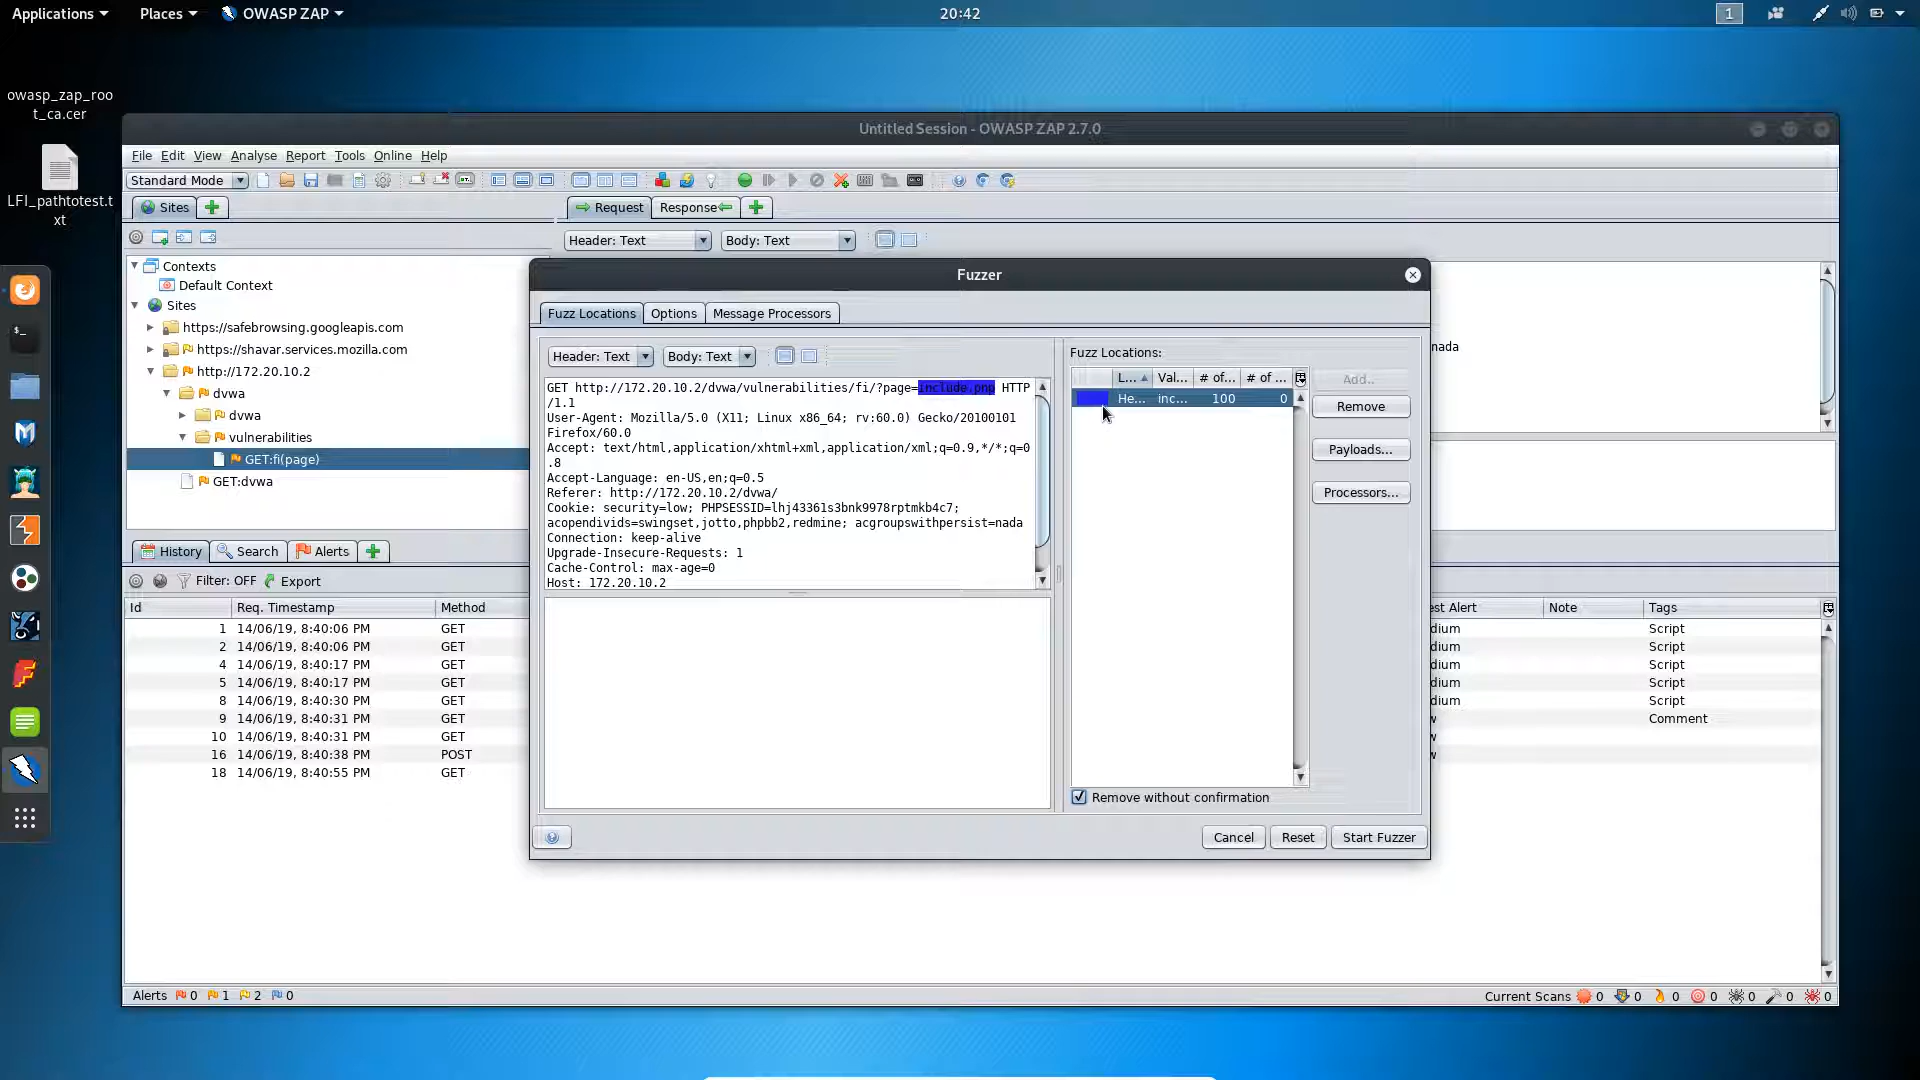 Applications Places OWASP ZAP 20:42 1
owasp_zap_roo
t_ca.cer
LFI_pathtotest.t
xt
Untitled Session - OWASP ZAP 2.7.0
File Edit View Analyse Report Tools Online Help
Standard Mode
Sites
Request Response
Header: Text Body: Text
Contexts
Default Context
Sites
https://safebrowsing.googleapis.com
https://shavar.services.mozilla.com
http://172.20.10.2
dvwa
dvwa
vulnerabilities
GET:fi(page)
GET:dvwa
nada
Fuzzer
Fuzz Locations Options Message Processors
Header: Text Body: Text
GET http://172.20.10.2/dvwa/vulnerabilities/fi/?page=include.php HTTP
/1.1
User-Agent: Mozilla/5.0 (X11; Linux x86_64; rv:60.0) Gecko/20100101
Firefox/60.0
Accept: text/html,application/xhtml+xml,application/xml;q=0.9,*/*;q=0
.8
Accept-Language: en-US,en;q=0.5
Referer: http://172.20.10.2/dvwa/
Cookie: security=low; PHPSESSID=lhj43361s3bnk9978rptmkb4c7;
acopendivids=swingset,jotto,phpbb2,redmine; acgroupswithpersist=nada
Connection: keep-alive
Upgrade-Insecure-Requests: 1
Cache-Control: max-age=0
Host: 172.20.10.2
Fuzz Locations:
L... Val... # of... # of ...
He... inc... 100 0
Add...
Remove
Payloads...
Processors...
Remove without confirmation
Cancel Reset Start Fuzzer
History Search Alerts
Filter: OFF Export
Id Req. Timestamp Method est Alert Note Tags
1 14/06/19, 8:40:06 PM GET dium Script
2 14/06/19, 8:40:06 PM GET dium Script
4 14/06/19, 8:40:17 PM GET dium Script
5 14/06/19, 8:40:17 PM GET dium Script
8 14/06/19, 8:40:30 PM GET dium Script
9 14/06/19, 8:40:31 PM GET w Comment
10 14/06/19, 8:40:31 PM GET w
16 14/06/19, 8:40:38 PM POST w
18 14/06/19, 8:40:55 PM GET
Alerts 0 1 2 0 Current Scans 0 0 0 0 0 0 0